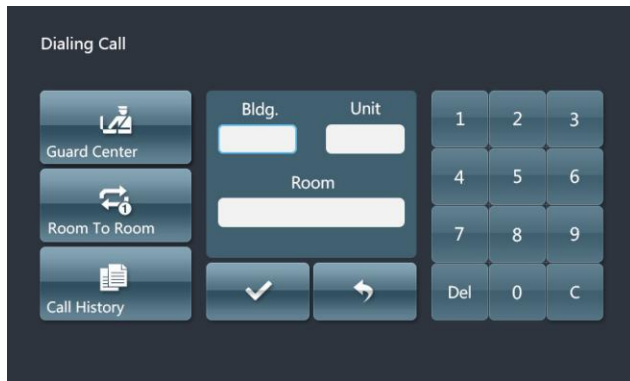 Dialing Call
Guard Center
Room To Room
Call History
Bldg. Unit
Room
1 2 3
4 5 6
7 8 9
Del 0 C